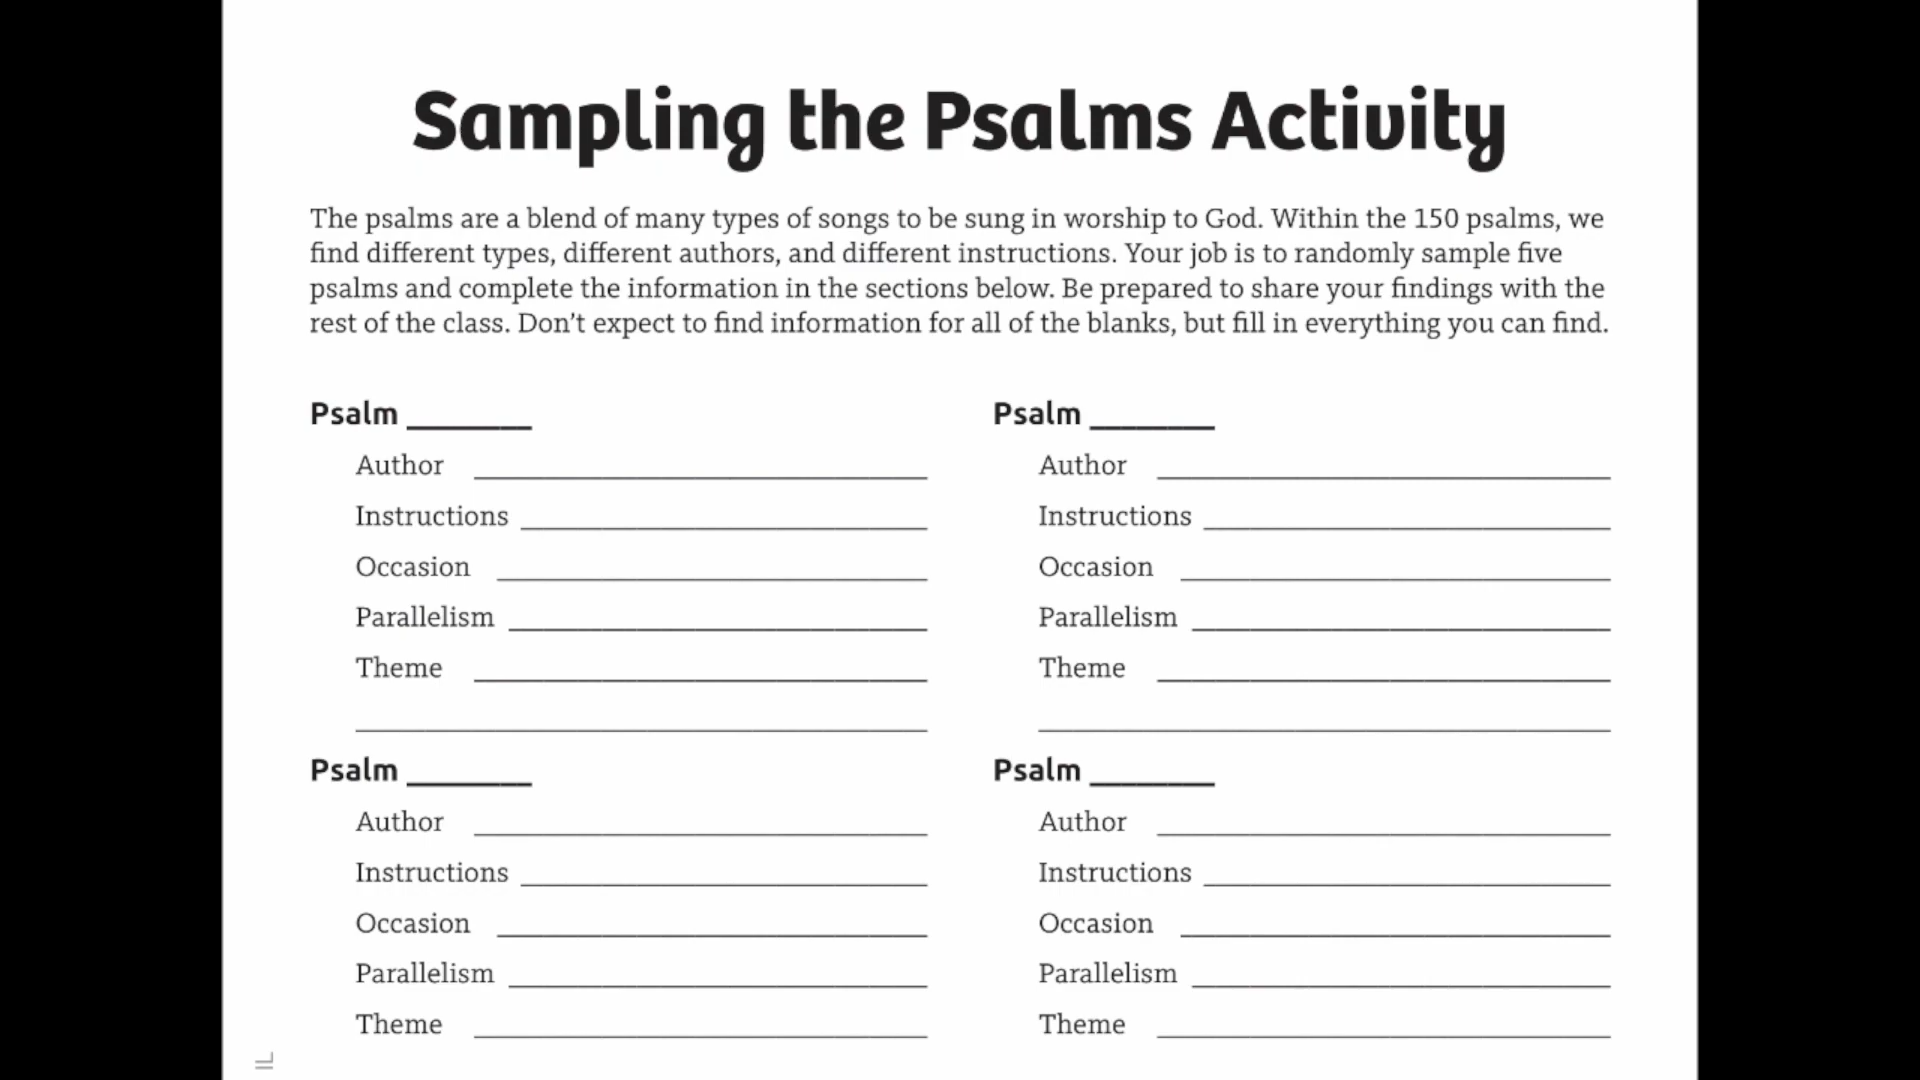 Sampling the Psalms Activity
The psalms are a blend of many types of songs to be sung in worship to God. Within the 150 psalms, we
find different types, different authors, and different instructions. Your job is to randomly sample five
psalms and complete the information in the sections below. Be prepared to share your findings with the
rest of the class. Don’t expect to find information for all of the blanks, but fill in everything you can find.
Psalm ________
Author
Instructions
Occasion
Parallelism
Theme
Psalm ________
Author
Instructions
Occasion
Parallelism
Theme
Psalm ________
Author
Instructions
Occasion
Parallelism
Theme
Psalm ________
Author
Instructions
Occasion
Parallelism
Theme